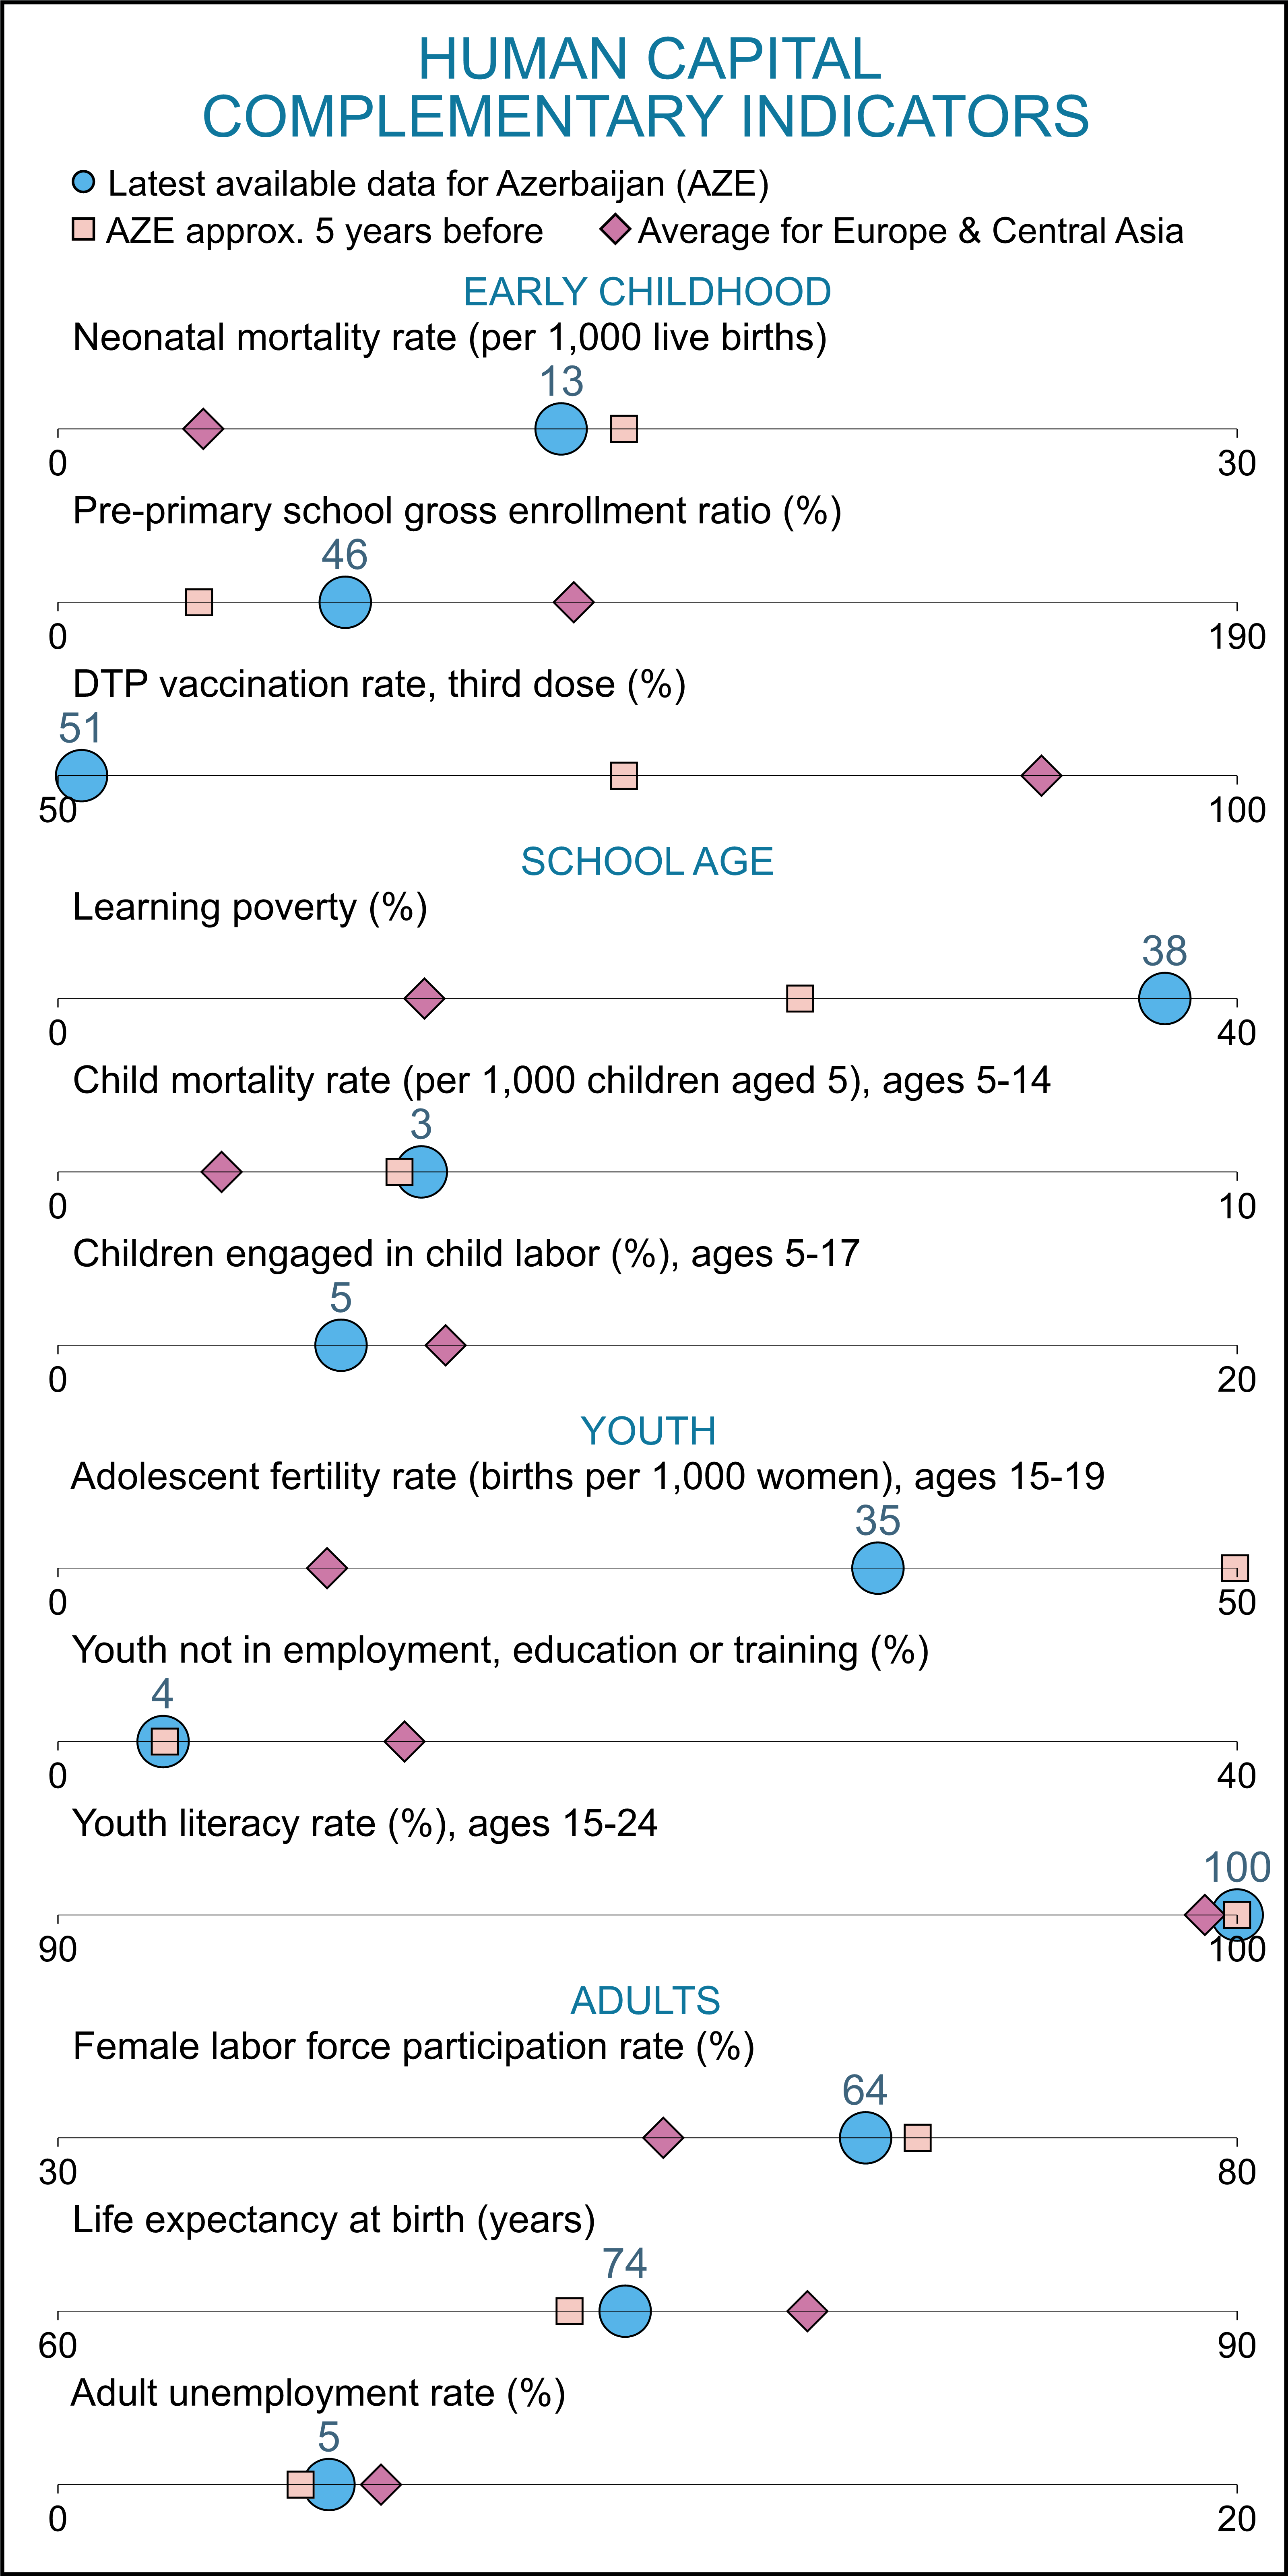 HUMAN CAPITAL
COMPLEMENTARY INDICATORS
Latest available data for Azerbaijan (AZE)
AZE approx. 5 years before Average for Europe & Central Asia
EARLY CHILDHOOD
Neonatal mortality rate (per 1,000 live births)
13
0 30
Pre-primary school gross enrollment ratio (%)
46
0 190
DTP vaccination rate, third dose (%)
51
50 100
SCHOOL AGE
Learning poverty (%)
38
0 40
Child mortality rate (per 1,000 children aged 5), ages 5-14
3
0 10
Children engaged in child labor (%), ages 5-17
5
0 20
YOUTH
Adolescent fertility rate (births per 1,000 women), ages 15-19
35
0 50
Youth not in employment, education or training (%)
4
0 40
Youth literacy rate (%), ages 15-24
100
90 100
ADULTS
Female labor force participation rate (%)
64
30 80
Life expectancy at birth (years)
74
60 90
Adult unemployment rate (%)
5
0 20